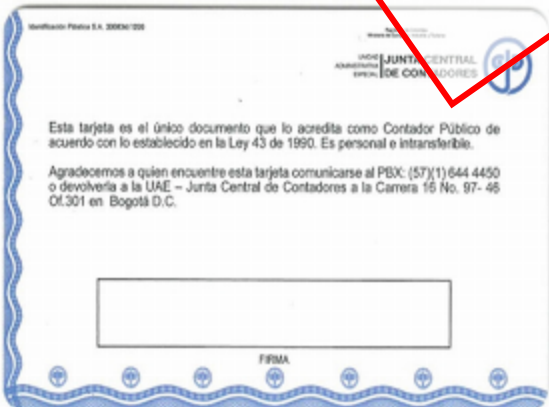 UNIDAD
ADMINISTRATIVA
ESPECIAL
JUNTA CENTRAL
DE CONTADORES
Esta tarjeta es el único documento que lo acredita como Contador Público de
acuerdo con lo establecido en la Ley 43 de 1990. Es personal e intransferible.
Agradecemos a quien encuentre esta tarjeta comunicarse al PBX: (57)(1) 644 4450
o devolverla a la UAE – Junta Central de Contadores a la Carrera 16 No. 97- 46
Of.301 en Bogotá D.C.
FIRMA